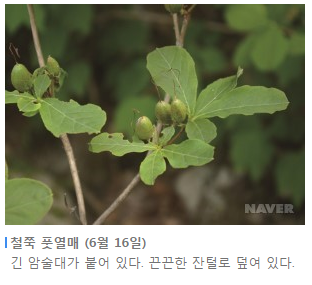 NAVER
철쭉 풋열매 (6월 16일)
긴 암술대가 붙어 있다. 끈끈한 잔털로 덮여 있다.